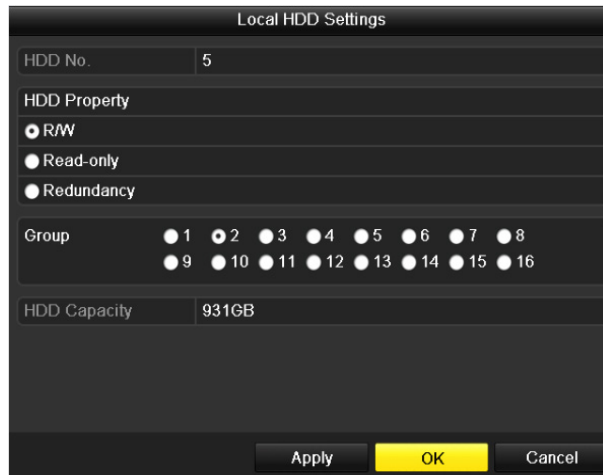 Local HDD Settings
HDD No. 5
HDD Property
R/W
Read-only
Redundancy
Group 1 2 3 4 5 6 7 8
9 10 11 12 13 14 15 16
HDD Capacity 931GB
Apply OK Cancel